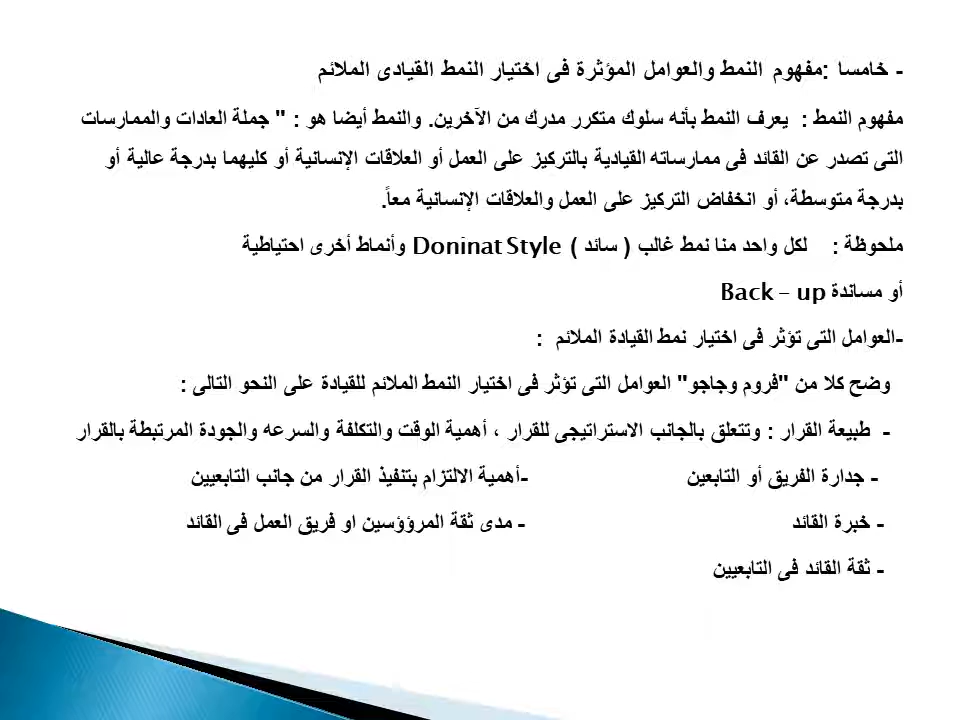 - خامسا :مفهوم النمط والعوامل المؤثرة فى اختيار النمط القيادى الملائم
مفهوم النمط : يعرف النمط بأنه سلوك متكرر مدرك من الآخرين. والنمط أيضا هو : " جملة العادات والممارسات
التى تصدر عن القائد فى ممارساته القيادية بالتركيز على العمل أو العلاقات الإنسانية أو كليهما بدرجة عالية أو
بدرجة متوسطة، أو انخفاض التركيز على العمل والعلاقات الإنسانية معاً.
ملحوظة : لكل واحد منا نمط غالب ( سائد ) Doninat Style وأنماط أخرى احتياطية
أو مساندة Back – up
-العوامل التى تؤثر فى اختيار نمط القيادة الملائم :
وضح كلا من "فروم وجاجو" العوامل التى تؤثر فى اختيار النمط الملائم للقيادة على النحو التالى :
- طبيعة القرار : وتتعلق بالجانب الاستراتيجى للقرار ، أهمية الوقت والتكلفة والسرعه والجودة المرتبطة بالقرار
- جدارة الفريق أو التابعين -أهمية الالتزام بتنفيذ القرار من جانب التابعيين
- خبرة القائد - مدى ثقة المرؤؤسين او فريق العمل فى القائد
- ثقة القائد فى التابعيين